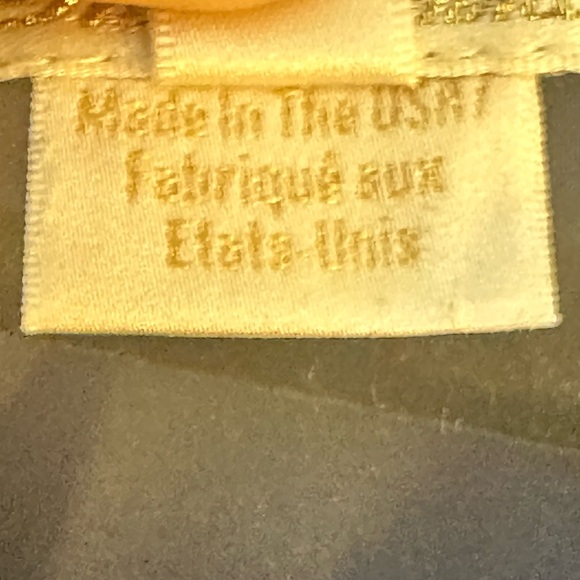 Made in The USA/
Fabriqué aux
Etats-Unis